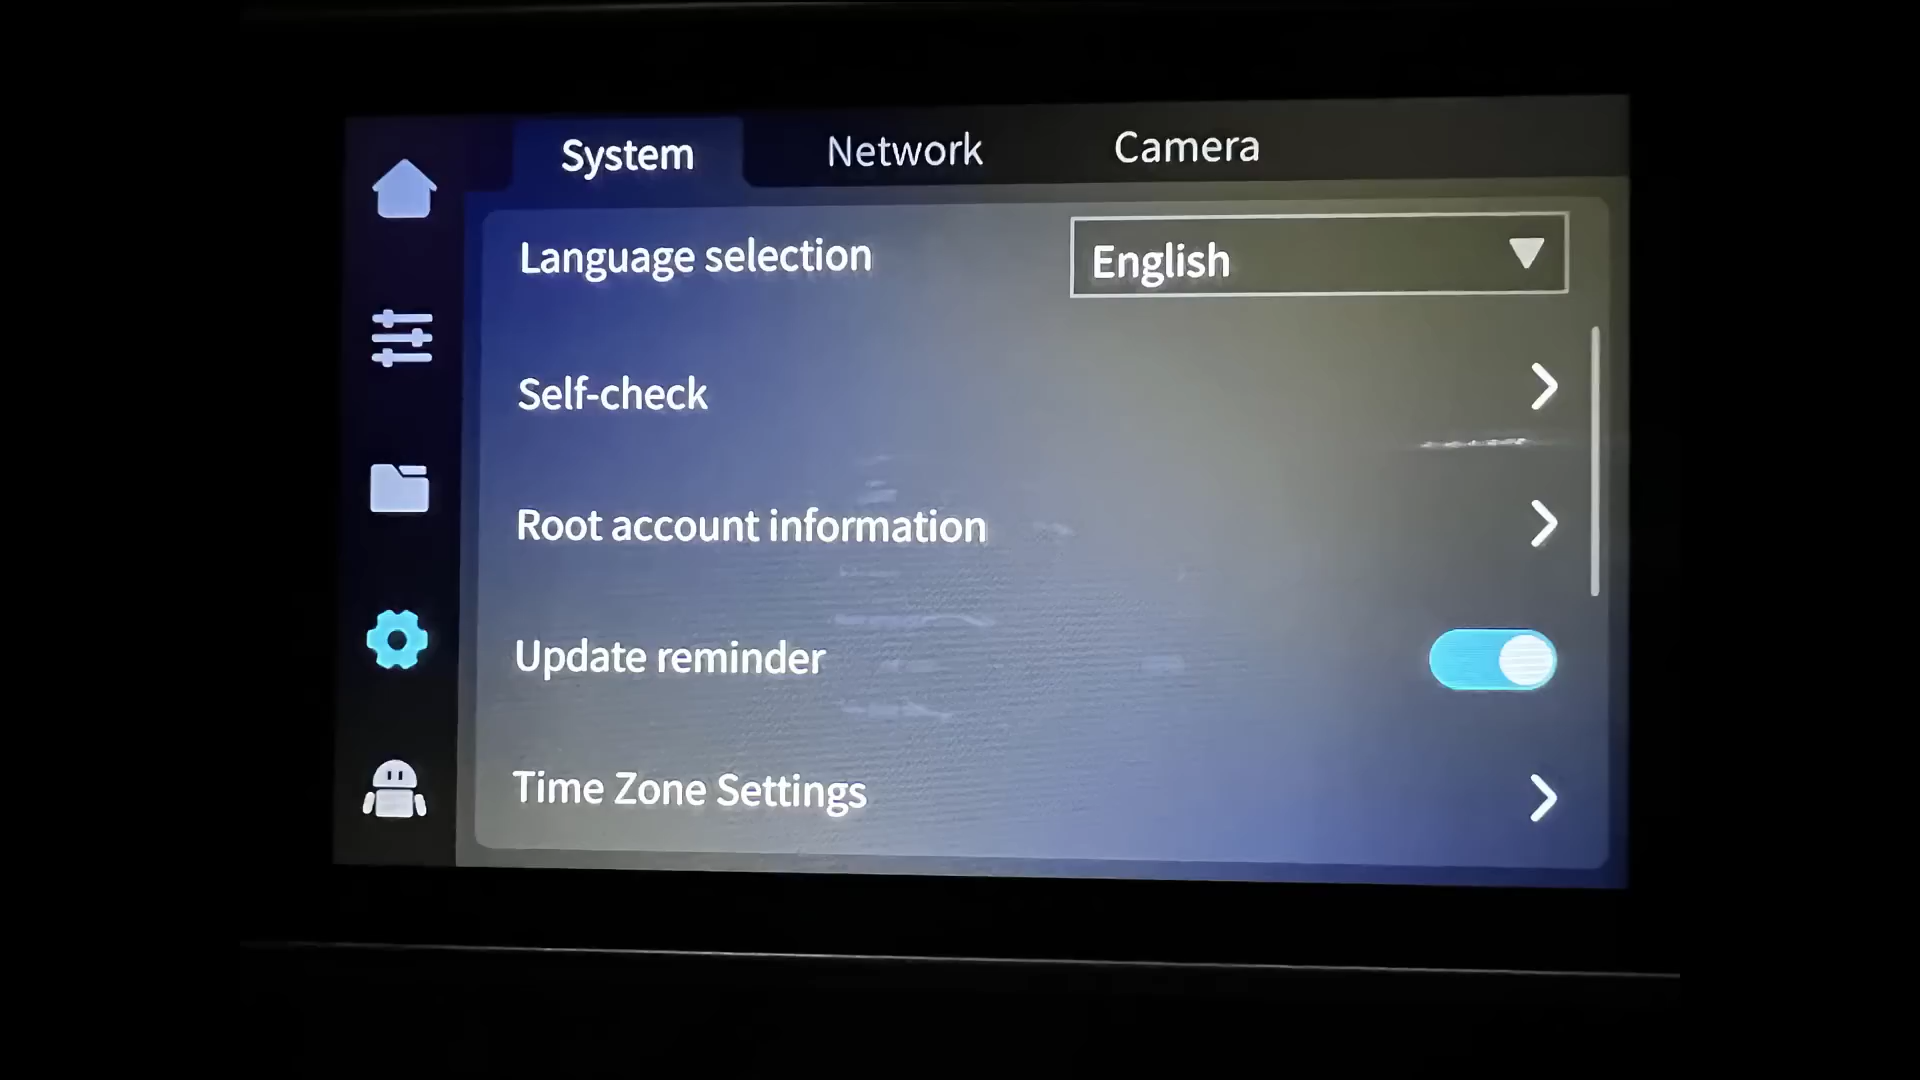 System
Network
Camera
Language selection
English
Self-check
Root account information
Update reminder
Time Zone Settings